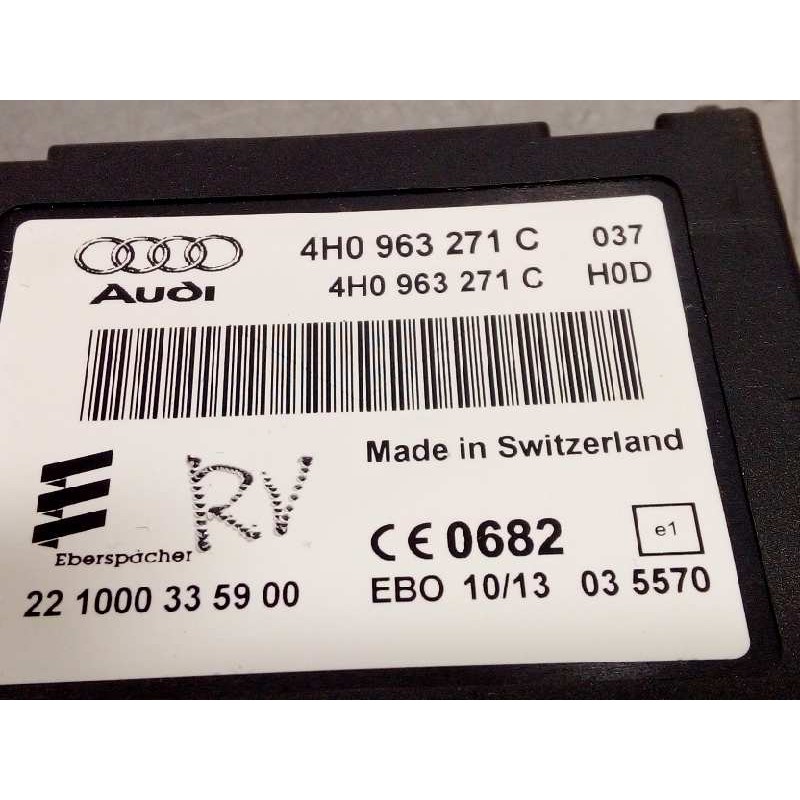 4H0 963 271 C 037
Audi 4H0 963 271 C H0D
Made in Switzerland
RV
Eberspächer
CE 0682 e1
22 1000 33 59 00 EBO 10/13 03 5570